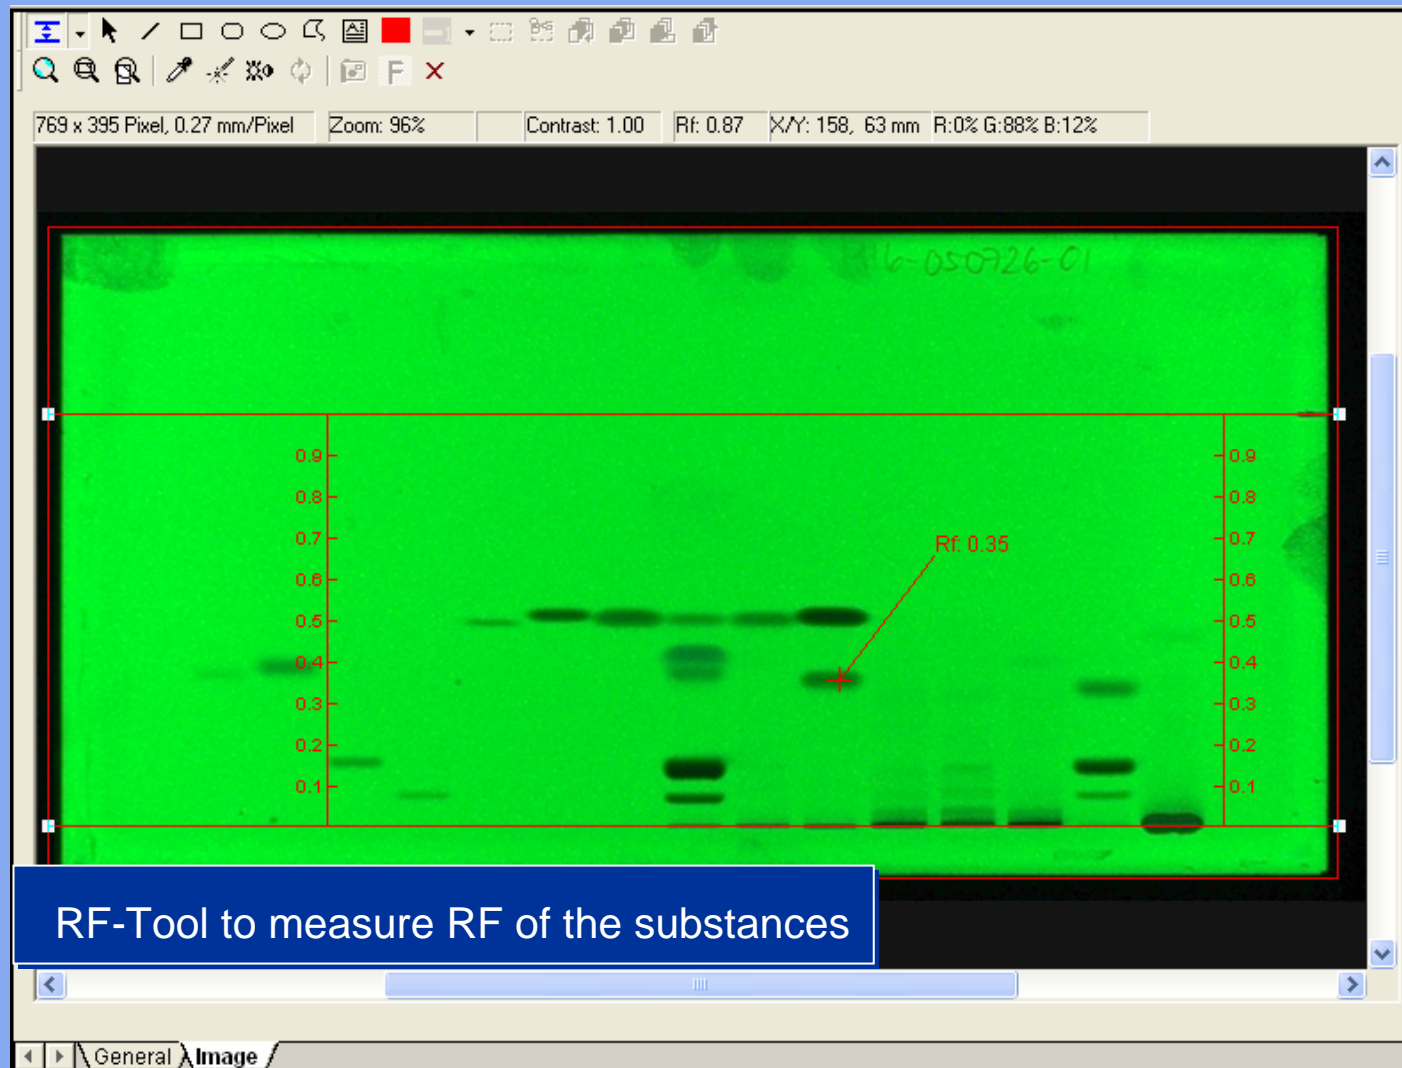 F
769 x 395 Pixel, 0.27 mm/Pixel Zoom: 96% Contrast: 1.00 Rf: 0.87 X/Y: 158, 63 mm R:0% G:88% B:12%
6-050726-01
0.9 0.9
0.8 0.8
0.7 Rf: 0.35 0.7
0.6 0.6
0.5 0.5
0.4 0.4
0.3 0.3
0.2 0.2
0.1 0.1
RF-Tool to measure RF of the substances
General Image